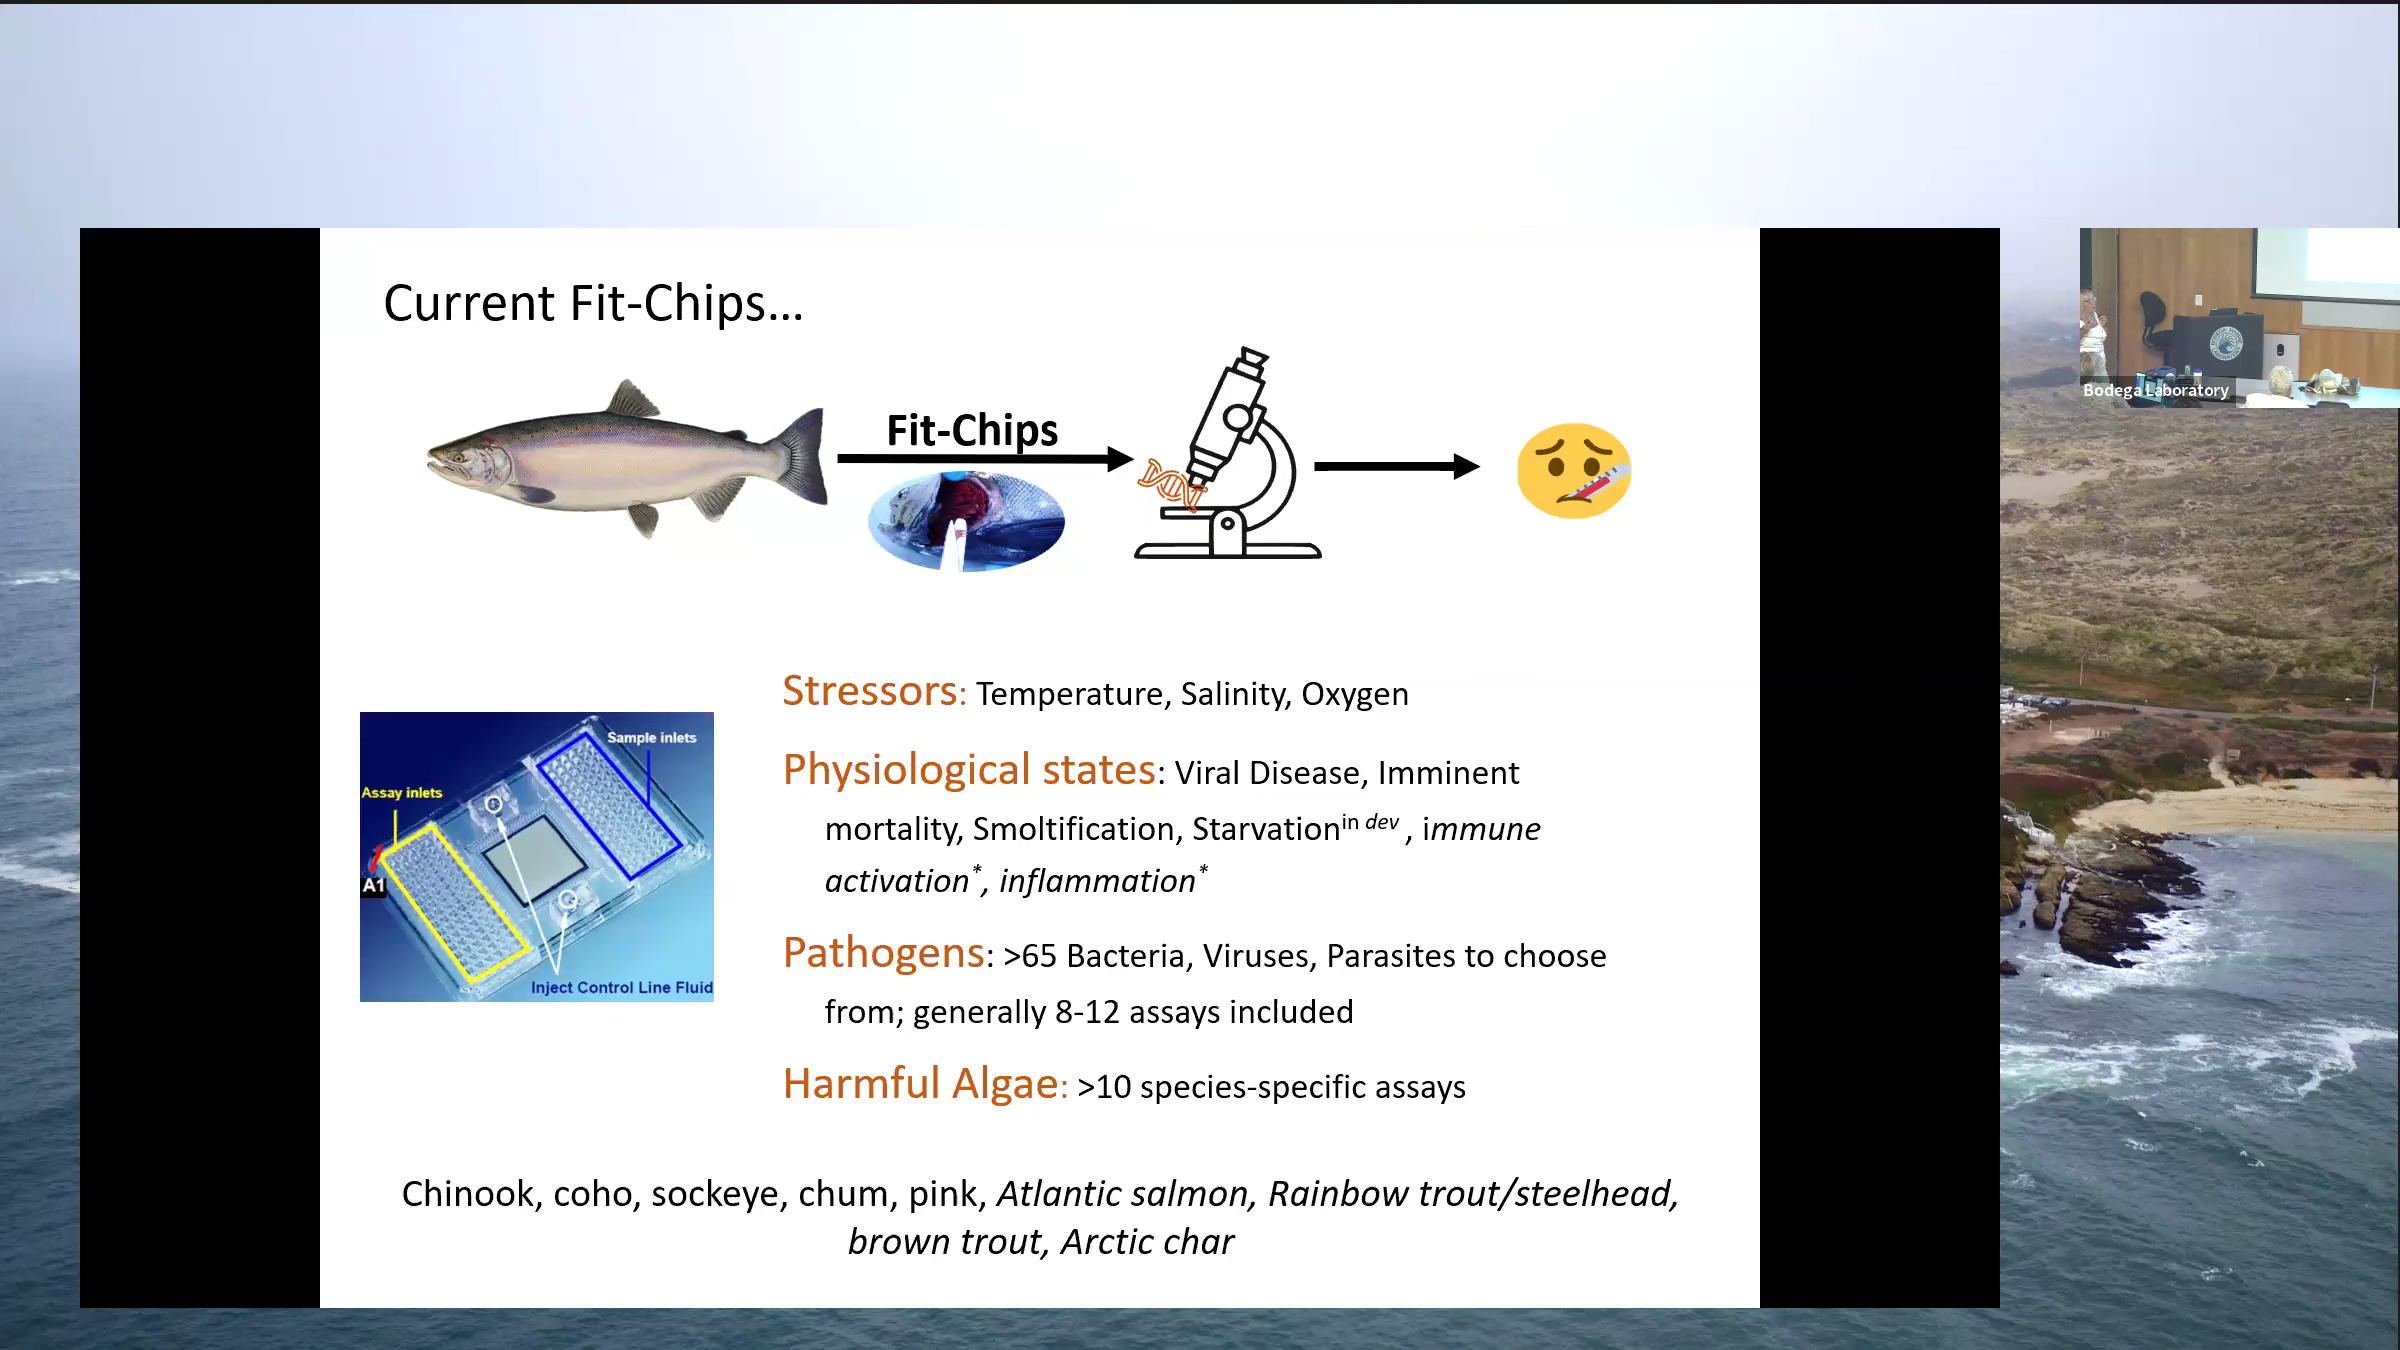 Current Fit-Chips...
Fit-Chips
Sample inlets
Assay inlets
A1
Inject Control Line Fluid
Stressors: Temperature, Salinity, Oxygen
Physiological states: Viral Disease, Imminent
mortality, Smoltification, Starvation in dev , immune
activation*, inflammation*
Pathogens: >65 Bacteria, Viruses, Parasites to choose
from; generally 8-12 assays included
Harmful Algae: >10 species-specific assays
Chinook, coho, sockeye, chum, pink, Atlantic salmon, Rainbow trout/steelhead,
brown trout, Arctic char
Bodega Laboratory